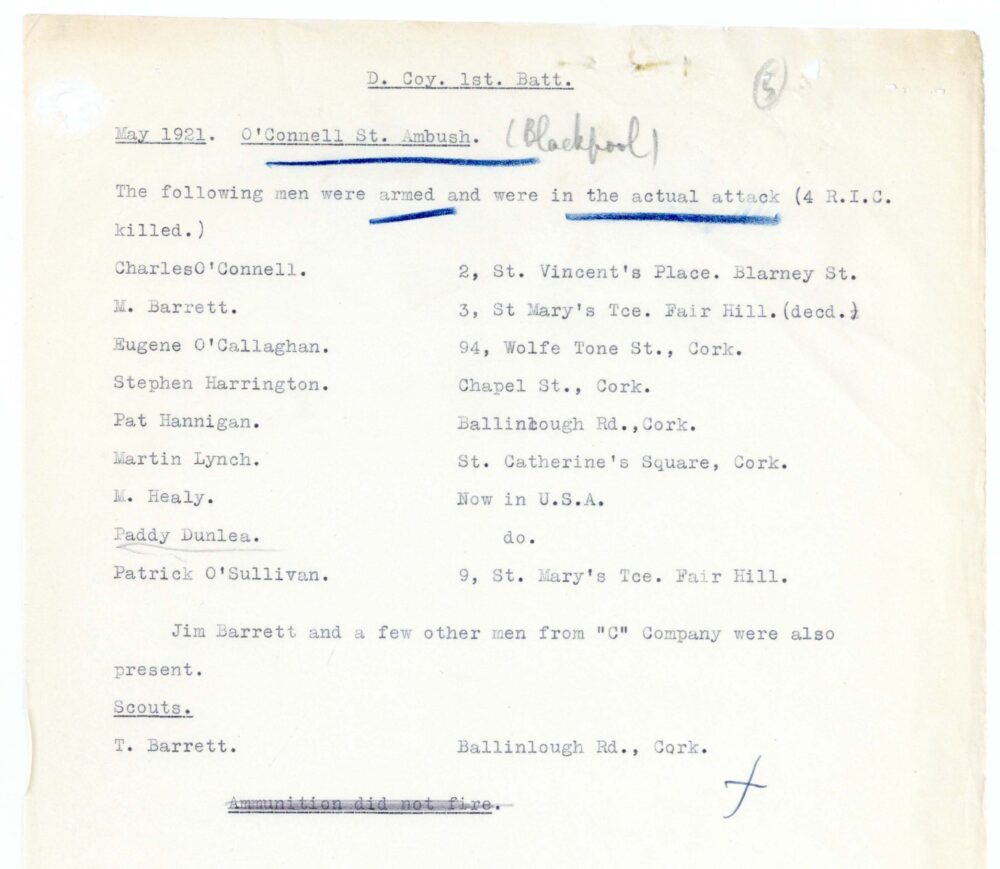 D. Coy. 1st. Batt. (5)
May 1921. O'Connell St. Ambush. (Blackpool)
The following men were armed and were in the actual attack (4 R.I.C.
killed.)
CharlesO'Connell. 2, St. Vincent's Place. Blarney St.
M. Barrett. 3, St Mary's Tce. Fair Hill.(decd.)
Eugene O'Callaghan. 94, Wolfe Tone St., Cork.
Stephen Harrington. Chapel St., Cork.
Pat Hannigan. Ballinlough Rd.,Cork.
Martin Lynch. St. Catherine's Square, Cork.
M. Healy. Now in U.S.A.
Paddy Dunlea. do.
Patrick O'Sullivan. 9, St. Mary's Tce. Fair Hill.
Jim Barrett and a few other men from "C" Company were also
present.
Scouts.
T. Barrett. Ballinlough Rd., Cork.
Ammunition did not fire.